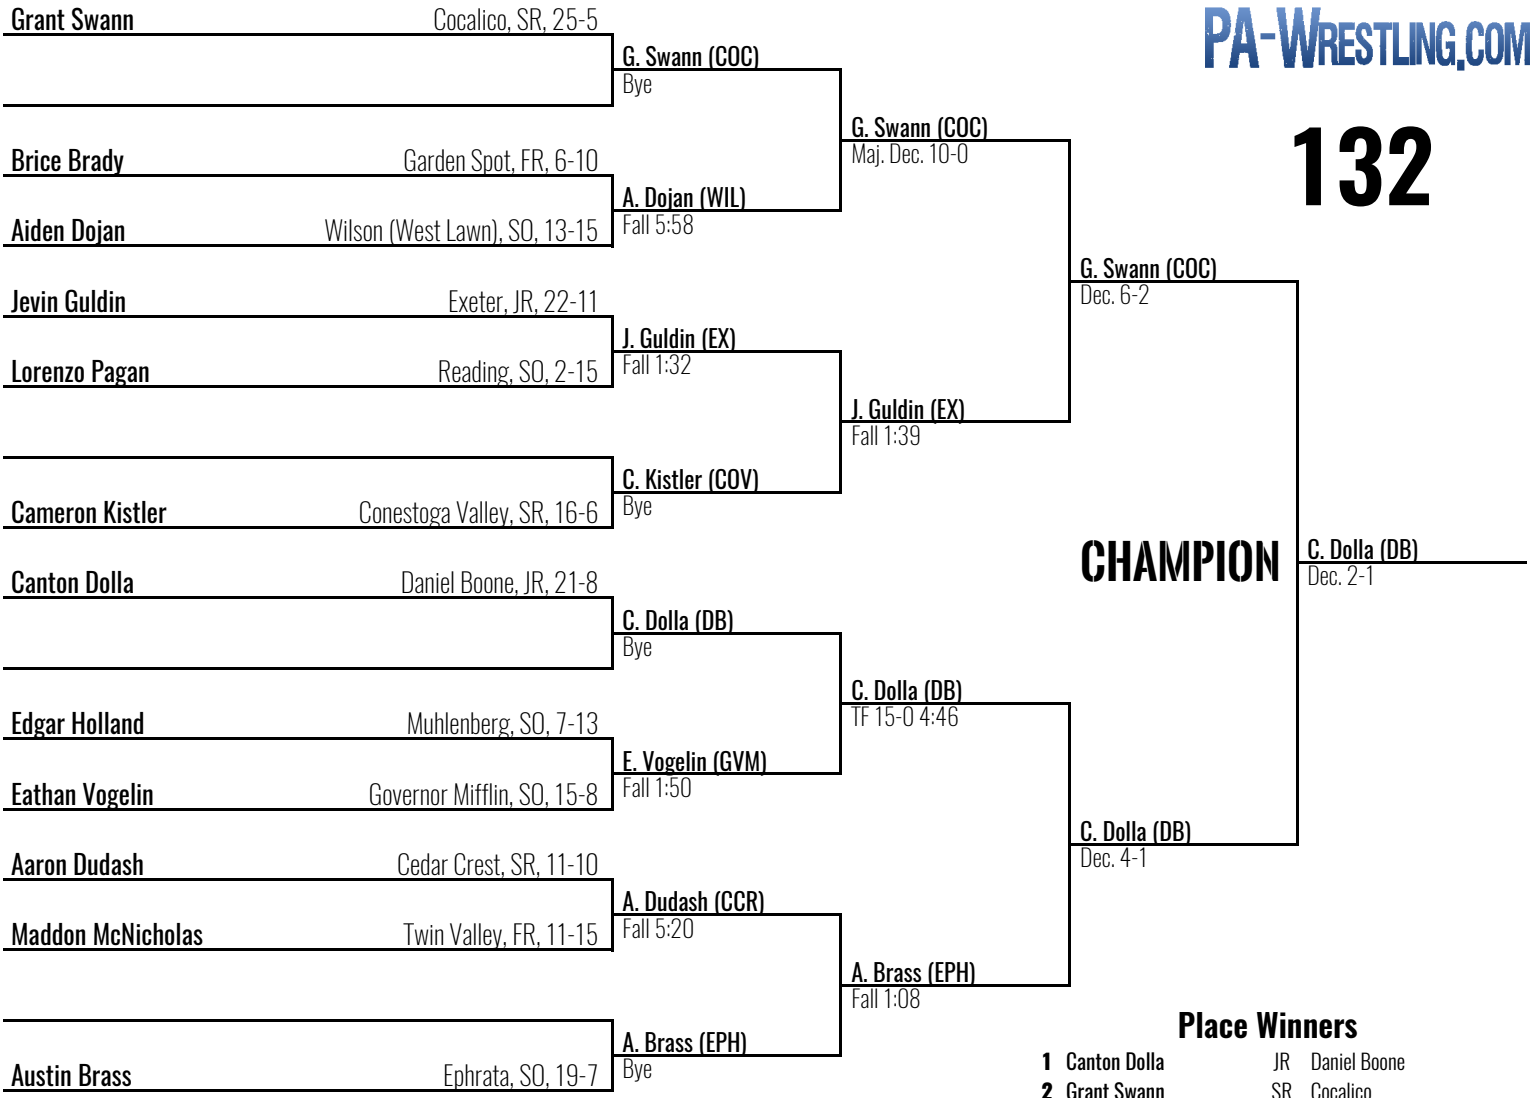 PA-Wrestling.com
132
Grant Swann Cocalico, SR, 25-5
G. Swann (COC)
Bye
G. Swann (COC)
Maj. Dec. 10-0
Brice Brady Garden Spot, FR, 6-10
A. Dojan (WIL)
Fall 5:58
Aiden Dojan Wilson (West Lawn), SO, 13-15
G. Swann (COC)
Dec. 6-2
Jevin Guldin Exeter, JR, 22-11
J. Guldin (EX)
Fall 1:32
Lorenzo Pagan Reading, SO, 2-15
J. Guldin (EX)
Fall 1:39
C. Kistler (COV)
Bye
Cameron Kistler Conestoga Valley, SR, 16-6
CHAMPION
C. Dolla (DB)
Dec. 2-1
Canton Dolla Daniel Boone, JR, 21-8
C. Dolla (DB)
Bye
C. Dolla (DB)
TF 15-0 4:46
Edgar Holland Muhlenberg, SO, 7-13
E. Vogelin (GVM)
Fall 1:50
Eathan Vogelin Governor Mifflin, SO, 15-8
C. Dolla (DB)
Dec. 4-1
Aaron Dudash Cedar Crest, SR, 11-10
A. Dudash (CCR)
Fall 5:20
Maddon McNicholas Twin Valley, FR, 11-15
A. Brass (EPH)
Fall 1:08
A. Brass (EPH)
Bye
Austin Brass Ephrata, SO, 19-7
Place Winners
1 Canton Dolla JR Daniel Boone
2 Grant Swann SR Cocalico